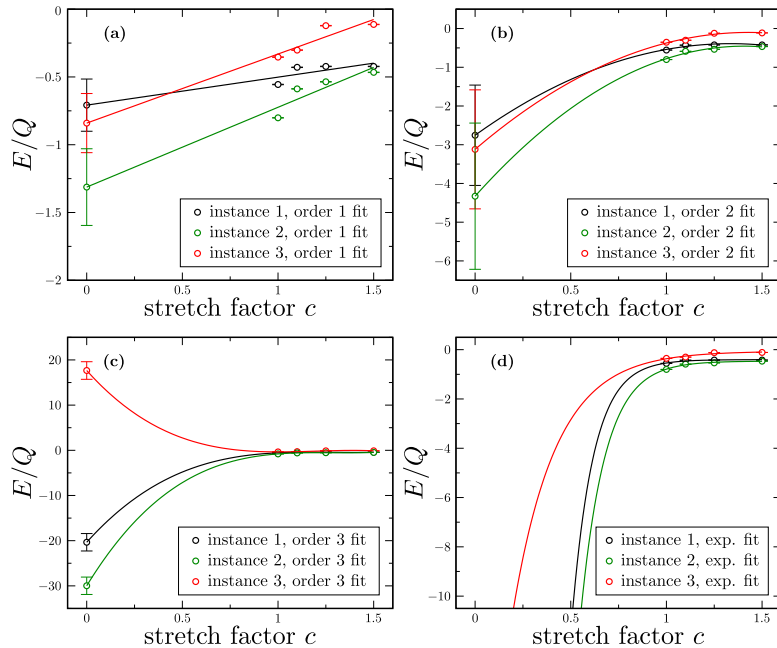 (a)
0
−0.5
−1
−1.5
−2
E/Q
instance 1, order 1 fit
instance 2, order 1 fit
instance 3, order 1 fit
0 0.5 1 1.5
stretch factor c
(b)
0
−1
−2
−3
−4
−5
−6
E/Q
instance 1, order 2 fit
instance 2, order 2 fit
instance 3, order 2 fit
0 0.5 1 1.5
stretch factor c
(c)
20
10
0
−10
−20
−30
E/Q
instance 1, order 3 fit
instance 2, order 3 fit
instance 3, order 3 fit
0 0.5 1 1.5
stretch factor c
(d)
0
−2
−4
−6
−8
−10
E/Q
instance 1, exp. fit
instance 2, exp. fit
instance 3, exp. fit
0 0.5 1 1.5
stretch factor c